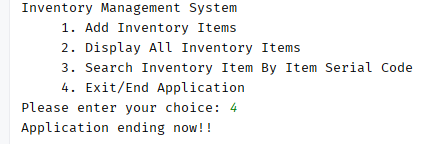 Inventory Management System
1. Add Inventory Items
2. Display All Inventory Items
3. Search Inventory Item By Item Serial Code
4. Exit/End Application
Please enter your choice: 4
Application ending now!!